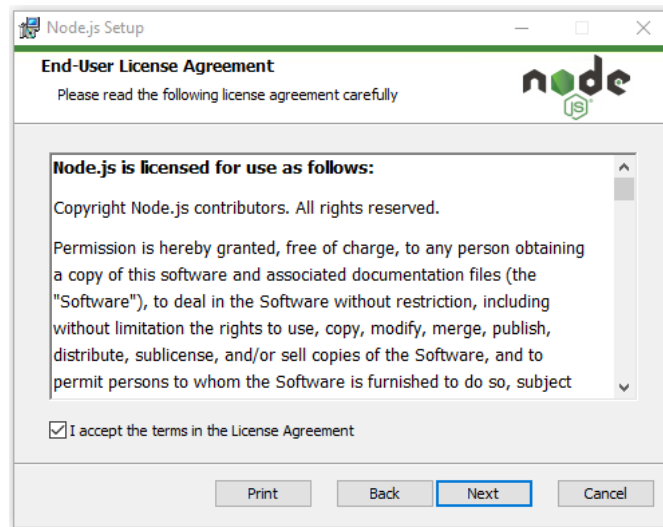 Node.js Setup
End-User License Agreement
Please read the following license agreement carefully
node
JS
Node.js is licensed for use as follows:
Copyright Node.js contributors. All rights reserved.
Permission is hereby granted, free of charge, to any person obtaining
a copy of this software and associated documentation files (the
"Software"), to deal in the Software without restriction, including
without limitation the rights to use, copy, modify, merge, publish,
distribute, sublicense, and/or sell copies of the Software, and to
permit persons to whom the Software is furnished to do so, subject
I accept the terms in the License Agreement
Print Back Next Cancel